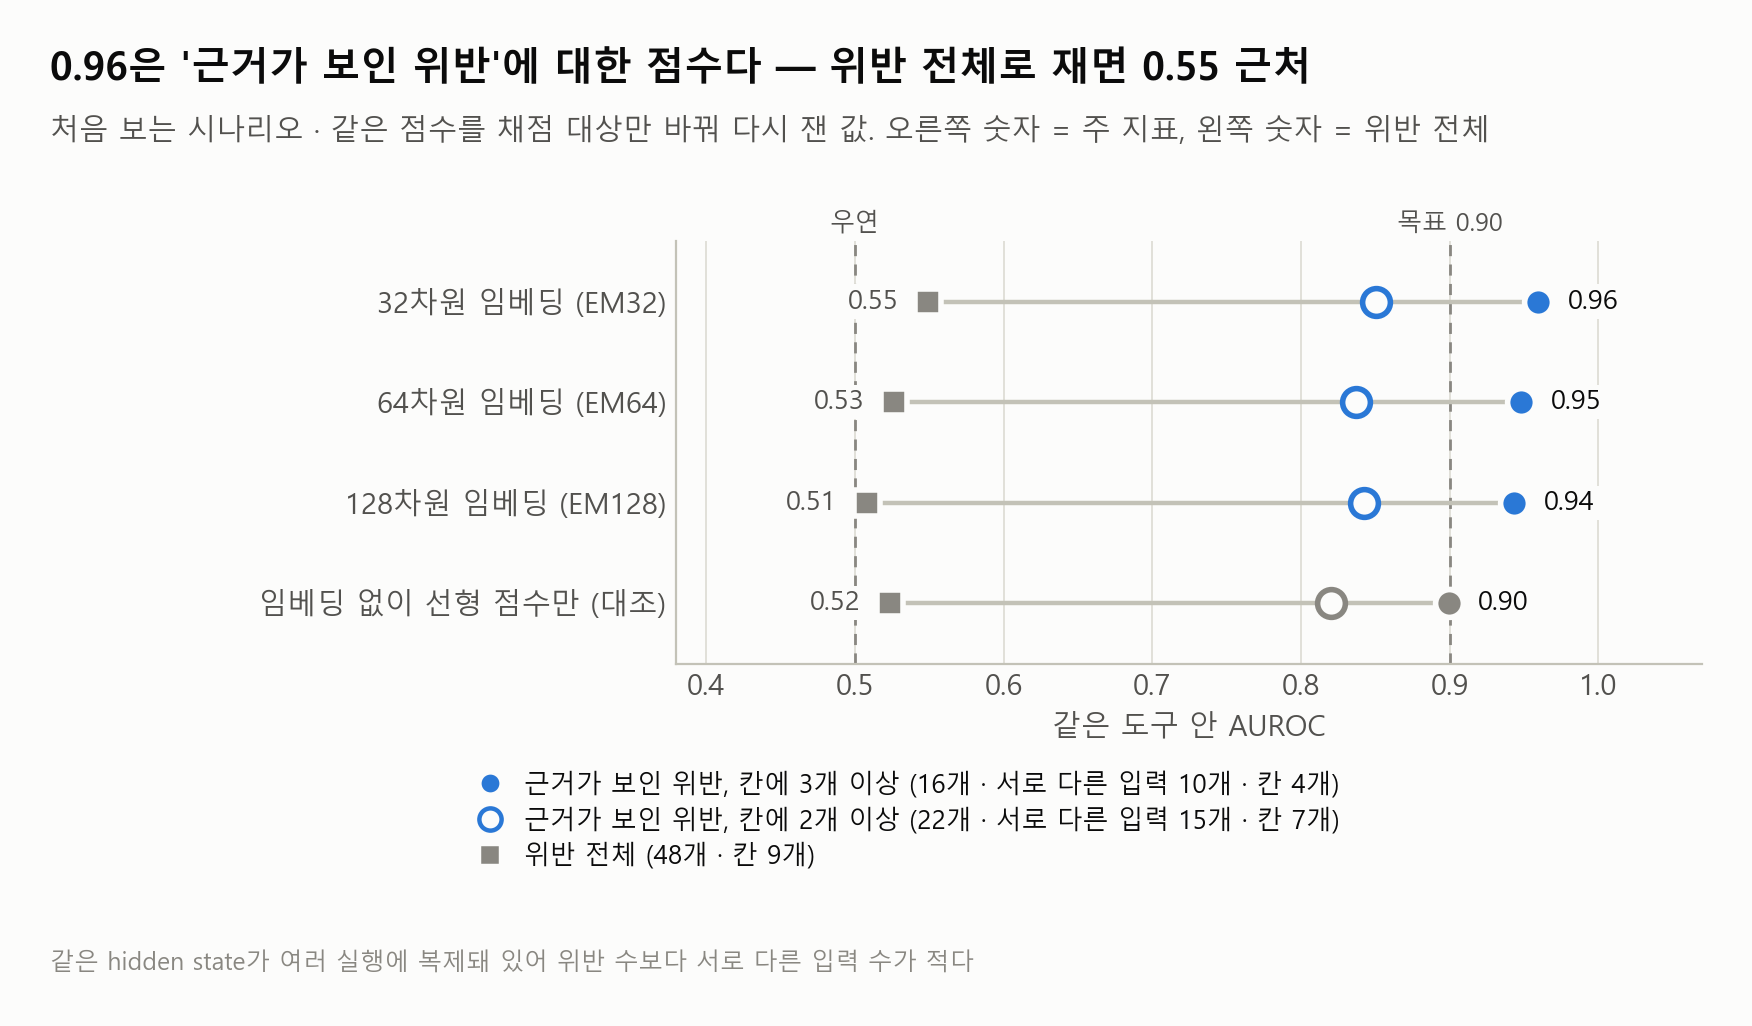 0.96은 '근거가 보인 위반'에 대한 점수다 — 위반 전체로 재면 0.55 근처
처음 보는 시나리오 · 같은 점수를 채점 대상만 바꿔 다시 잰 값. 오른쪽 숫자 = 주 지표, 왼쪽 숫자 = 위반 전체
우연
목표 0.90
32차원 임베딩 (EM32)
0.55
0.96
64차원 임베딩 (EM64)
0.53
0.95
128차원 임베딩 (EM128)
0.51
0.94
임베딩 없이 선형 점수만 (대조)
0.52
0.90
0.4 0.5 0.6 0.7 0.8 0.9 1.0
같은 도구 안 AUROC
근거가 보인 위반, 칸에 3개 이상 (16개 · 서로 다른 입력 10개 · 칸 4개)
근거가 보인 위반, 칸에 2개 이상 (22개 · 서로 다른 입력 15개 · 칸 7개)
위반 전체 (48개 · 칸 9개)
같은 hidden state가 여러 실행에 복제돼 있어 위반 수보다 서로 다른 입력 수가 적다